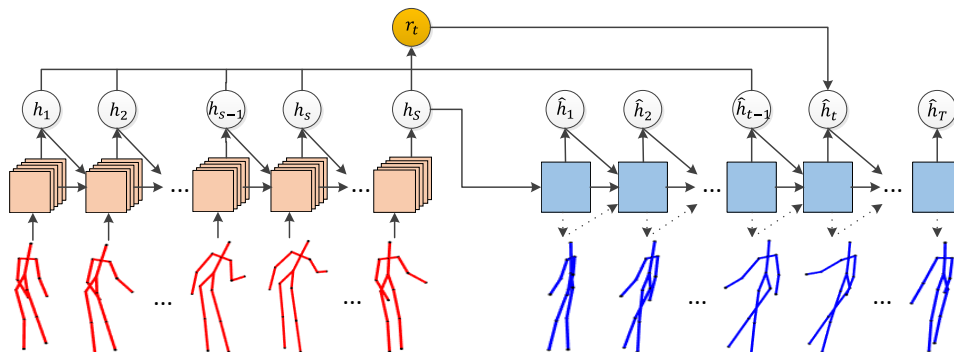 r_t
h_1 h_2 h_{s-1} h_s h_S ĥ_1 ĥ_2 ĥ_{t-1} ĥ_t ĥ_T
... ... ... ...
... ... ... ...